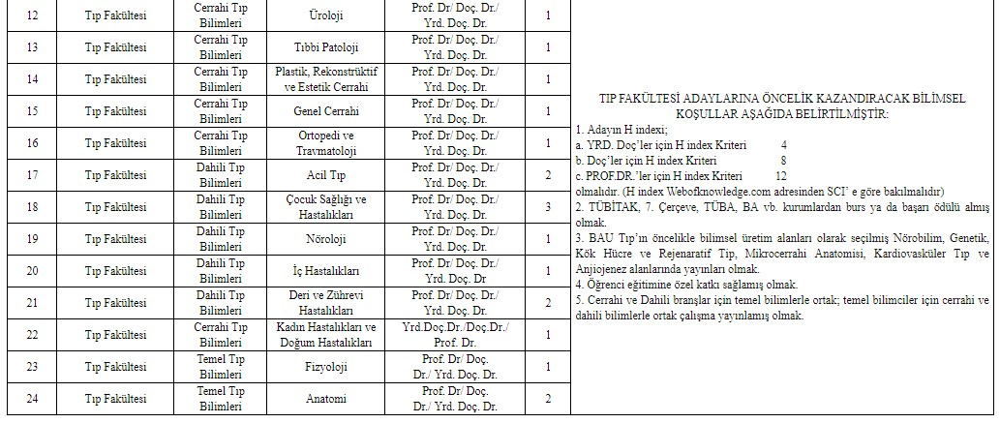 12 Tıp Fakültesi Cerrahi Tıp Bilimleri Üroloji Prof. Dr/ Doç. Dr./ Yrd. Doç. Dr. 1
13 Tıp Fakültesi Cerrahi Tıp Bilimleri Tıbbi Patoloji Prof. Dr/ Doç. Dr./ Yrd. Doç. Dr. 1
14 Tıp Fakültesi Cerrahi Tıp Bilimleri Plastik, Rekonstrüktif ve Estetik Cerrahi Prof. Dr/ Doç. Dr./ Yrd. Doç. Dr. 1
15 Tıp Fakültesi Cerrahi Tıp Bilimleri Genel Cerrahi Prof. Dr/ Doç. Dr./ Yrd. Doç. Dr. 1
16 Tıp Fakültesi Cerrahi Tıp Bilimleri Ortopedi ve Travmatoloji Prof. Dr/ Doç. Dr./ Yrd. Doç. Dr. 1
17 Tıp Fakültesi Dahili Tıp Bilimleri Acil Tıp Prof. Dr/ Doç. Dr./ Yrd. Doç. Dr. 2
18 Tıp Fakültesi Dahili Tıp Bilimleri Çocuk Sağlığı ve Hastalıkları Prof. Dr/ Doç. Dr./ Yrd. Doç. Dr. 3
19 Tıp Fakültesi Dahili Tıp Bilimleri Nöroloji Prof. Dr/ Doç. Dr./ Yrd. Doç. Dr. 1
20 Tıp Fakültesi Dahili Tıp Bilimleri İç Hastalıkları Prof. Dr/ Doç. Dr./ Yrd. Doç. Dr 1
21 Tıp Fakültesi Dahili Tıp Bilimleri Deri ve Zührevi Hastalıkları Prof. Dr/ Doç. Dr./ Yrd. Doç. Dr. 2
22 Tıp Fakültesi Cerrahi Tıp Bilimleri Kadın Hastalıkları ve Doğum Hastalıkları Yrd.Doç.Dr./Doç.Dr./ Prof. Dr. 1
23 Tıp Fakültesi Temel Tıp Bilimleri Fizyoloji Prof. Dr/ Doç. Dr./ Yrd. Doç. Dr. 1
24 Tıp Fakültesi Temel Tıp Bilimleri Anatomi Prof. Dr/ Doç. Dr./ Yrd. Doç. Dr. 2
TIP FAKÜLTESİ ADAYLARINA ÖNCELİK KAZANDIRACAK BİLİMSEL
KOŞULLAR AŞAĞIDA BELİRTİLMİŞTİR:
1. Adayın H indexi;
a. YRD. Doç’ler için H index Kriteri 4
b. Doç’ler için H index Kriteri 8
c. PROF.DR.’ler için H index Kriteri 12
olmalıdır. (H index Webofknowledge.com adresinden SCI’ e göre bakılmalıdır)
2. TÜBİTAK, 7. Çerçeve, TÜBA, BA vb. kurumlardan burs ya da başarı ödülü almış
olmak.
3. BAU Tıp’ın öncelikle bilimsel üretim alanları olarak seçilmiş Nörobilim, Genetik,
Kök Hücre ve Rejenaratif Tip, Mikrocerrahi Anatomisi, Kardiovasküler Tıp ve
Anjiojenez alanlarında yayınları olmak.
4. Öğrenci eğitimine özel katkı sağlamış olmak.
5. Cerrahi ve Dahili branşlar için temel bilimlerle ortak; temel bilimciler için cerrahi ve
dahili bilimlerle ortak çalışma yayınlamış olmak.